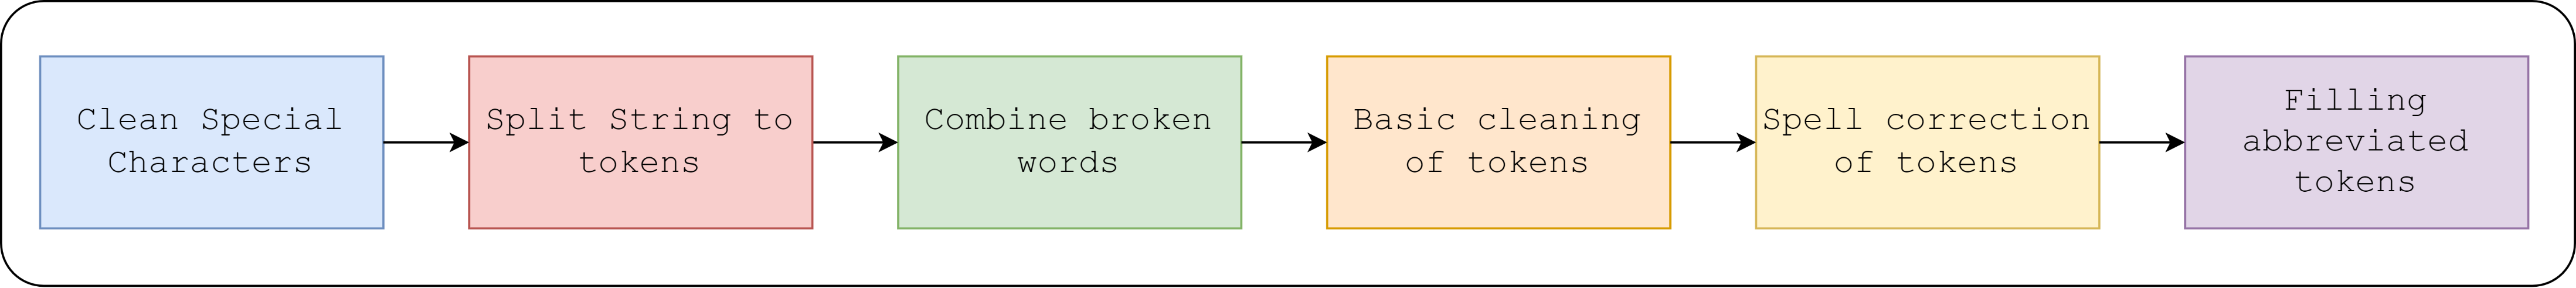 Clean Special
Characters
Split String to
tokens
Combine broken
words
Basic cleaning
of tokens
Spell correction
of tokens
Filling
abbreviated
tokens